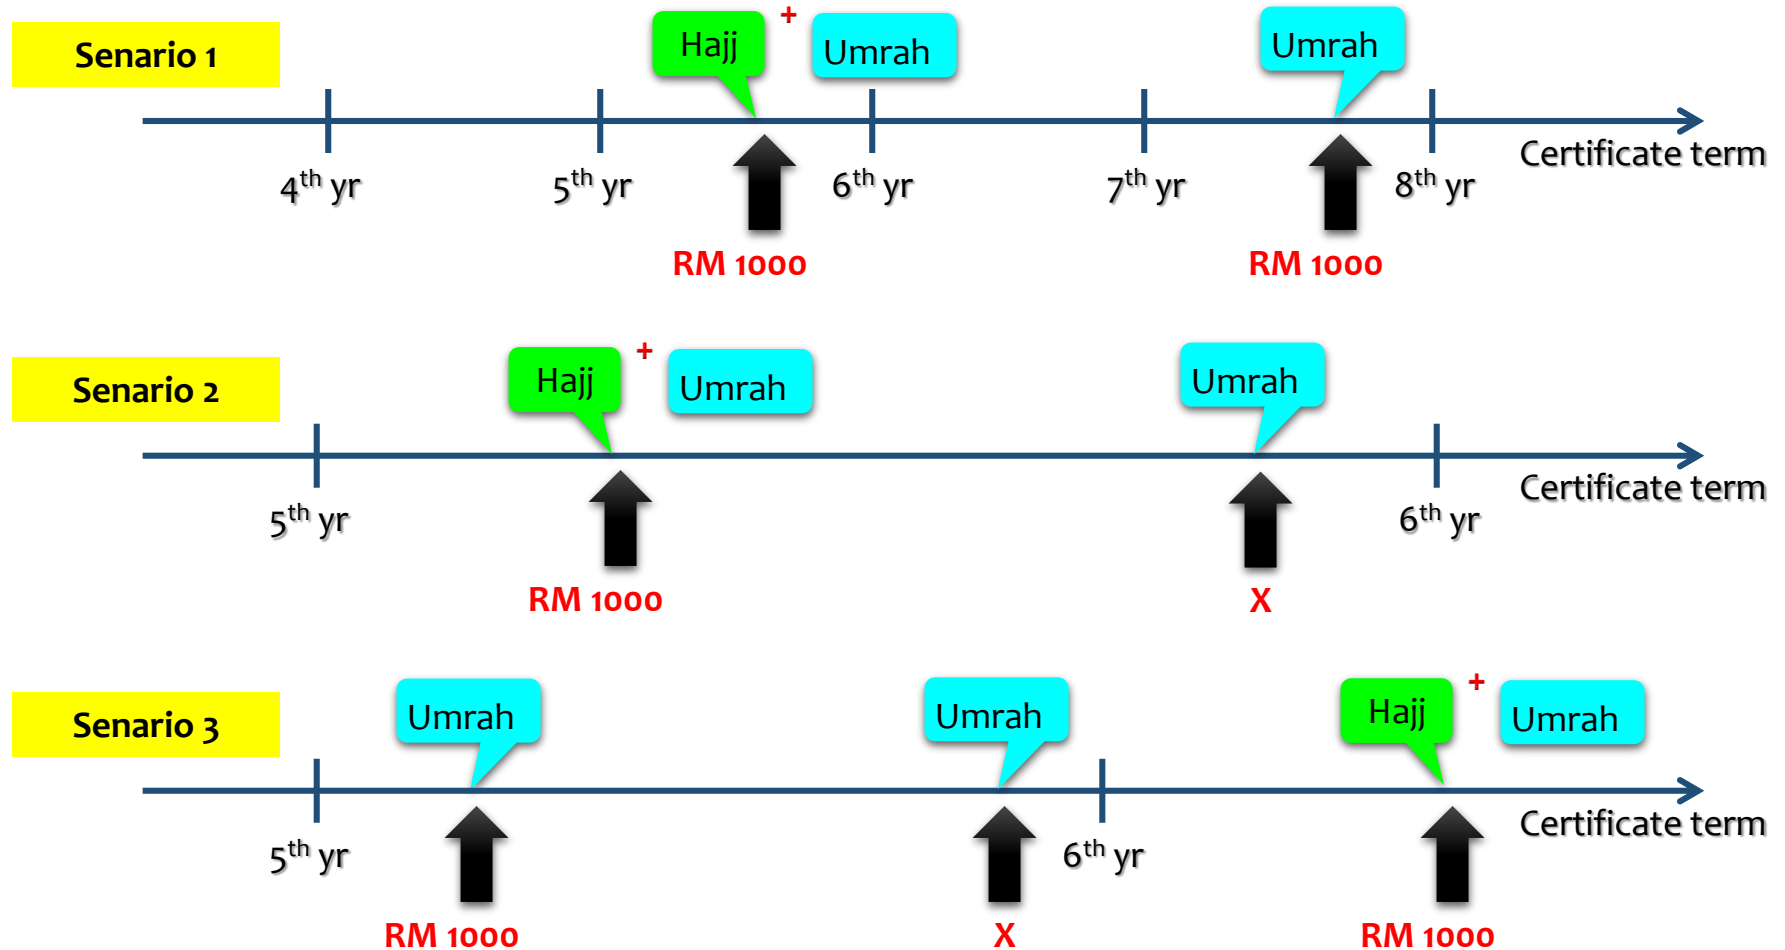 Senario 1
Hajj + Umrah Umrah
4th yr 5th yr 6th yr 7th yr 8th yr Certificate term
RM 1000 RM 1000
Senario 2
Hajj + Umrah Umrah
5th yr 6th yr Certificate term
RM 1000 X
Senario 3
Umrah Umrah Hajj + Umrah
5th yr 6th yr Certificate term
RM 1000 X RM 1000